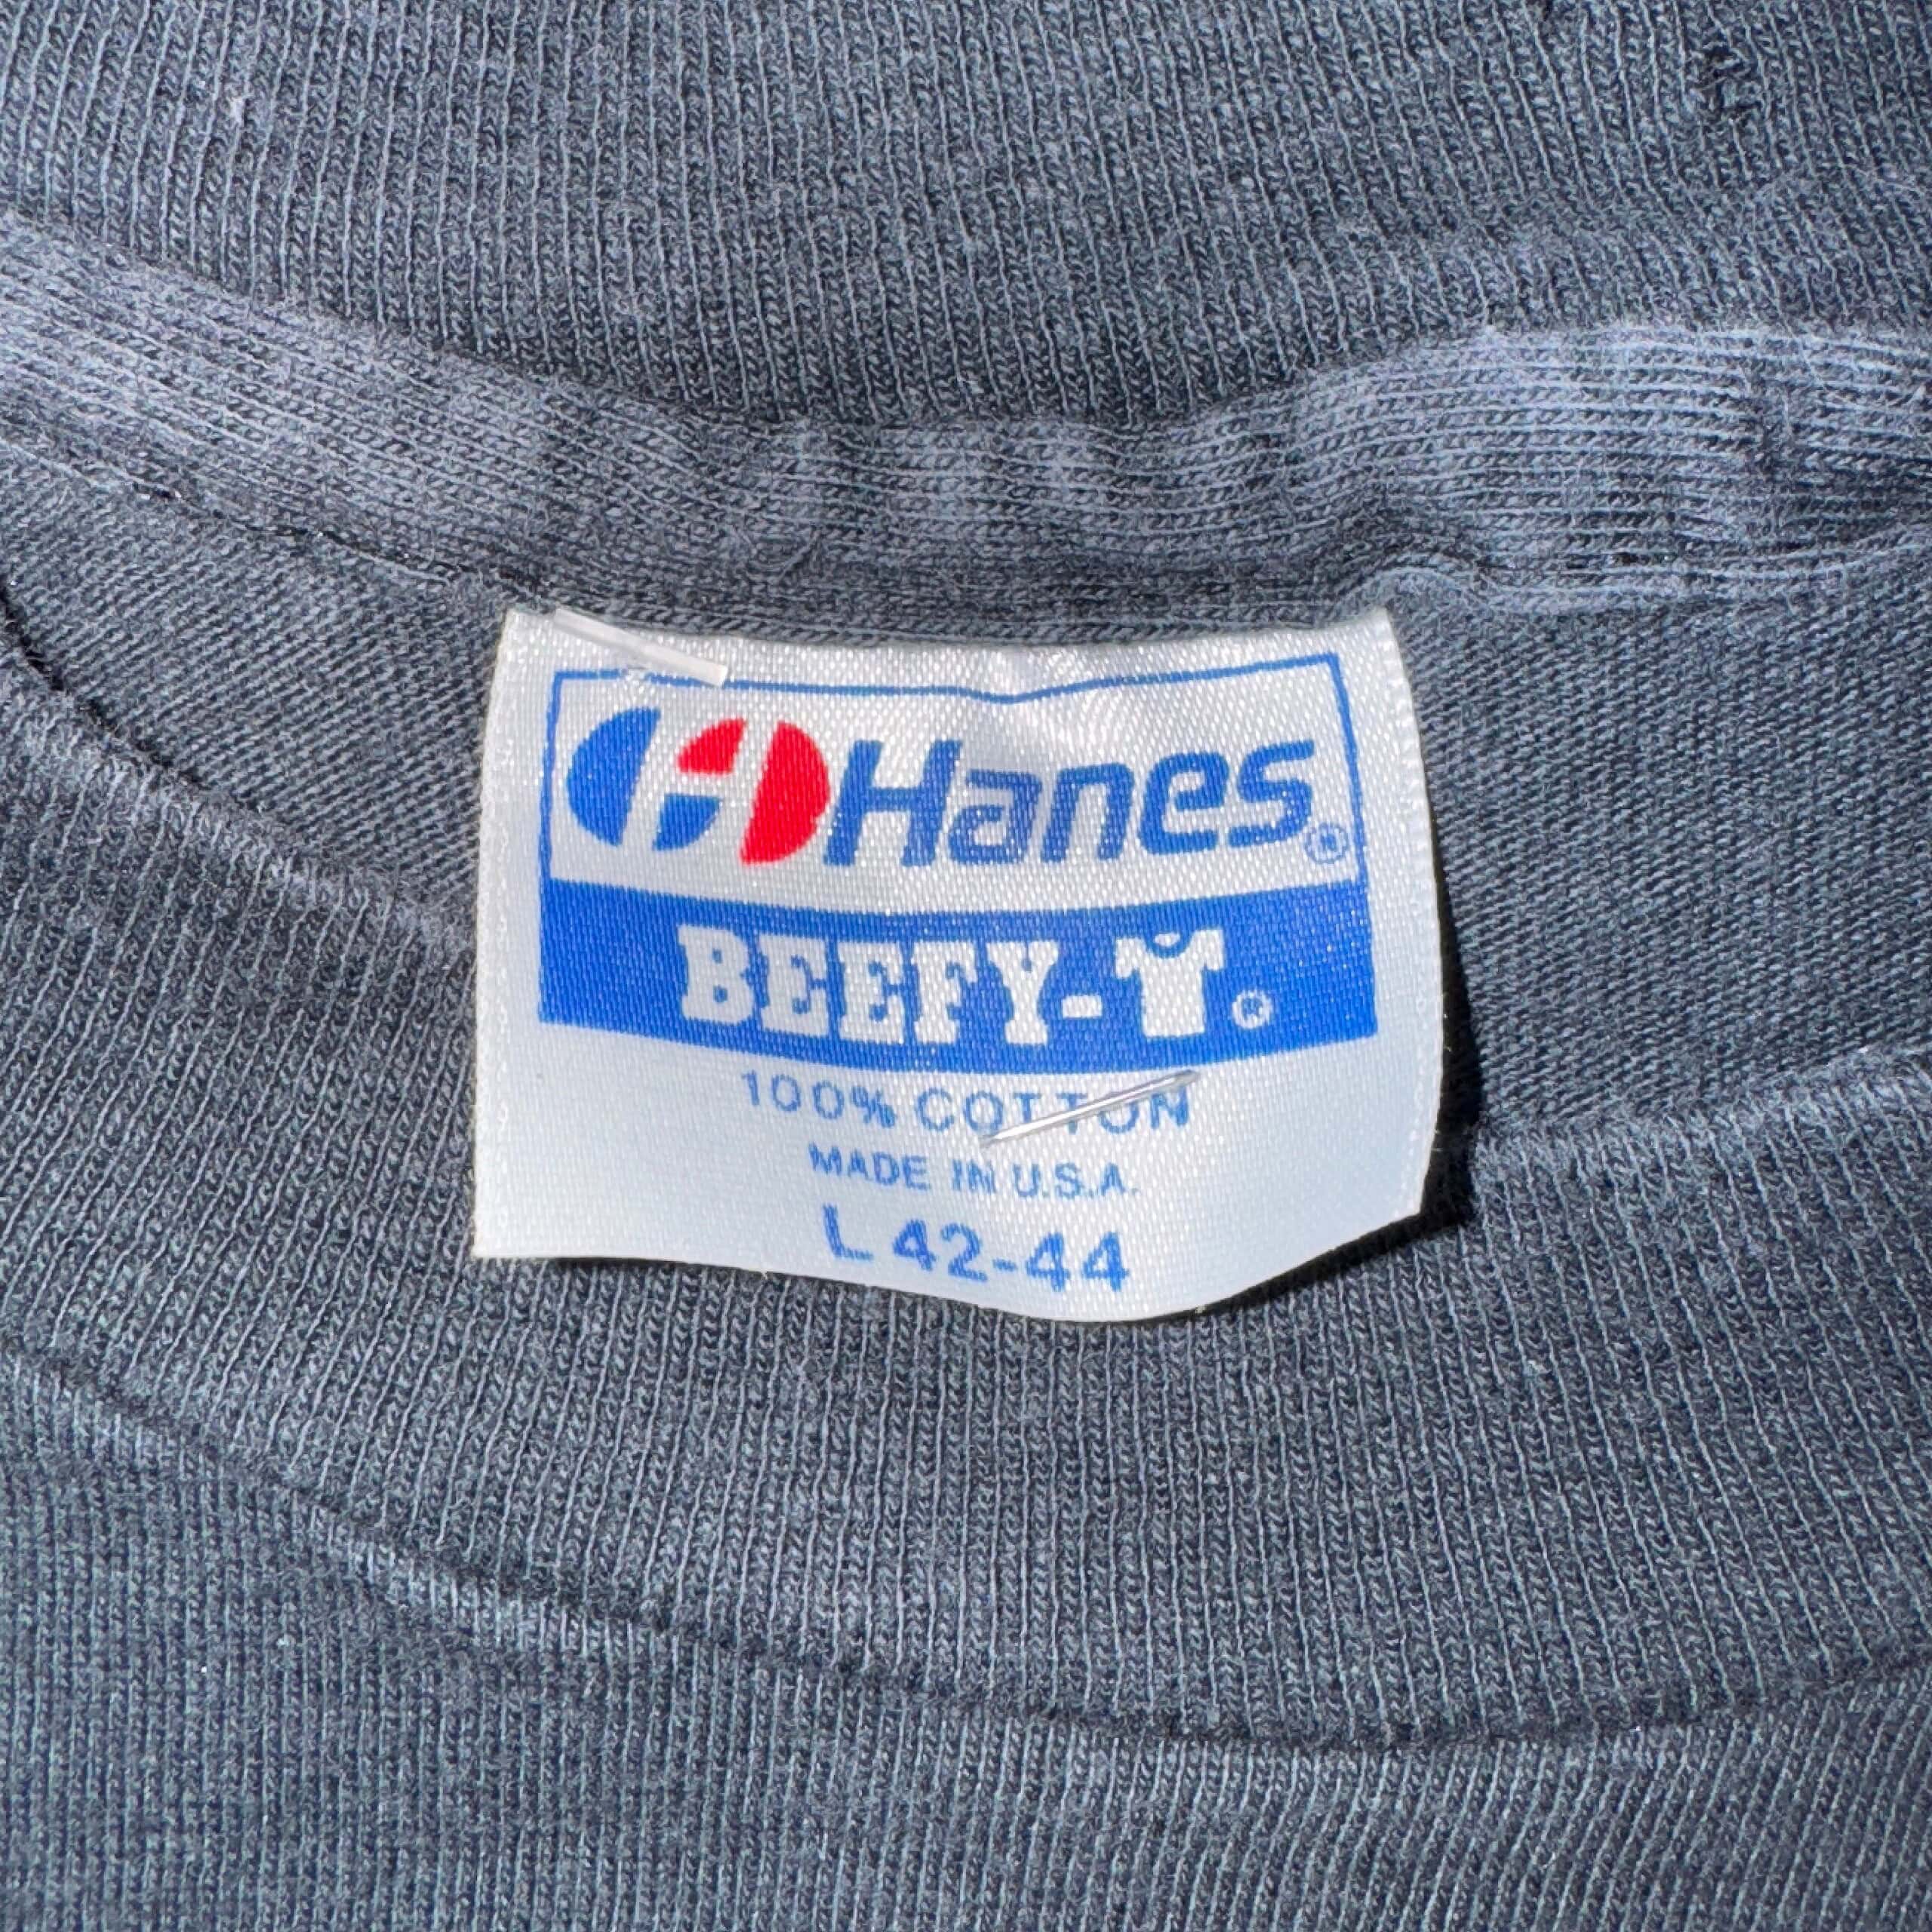 Hanes®
BEEFY-T®
100% COTTON
MADE IN U.S.A.
L 42-44